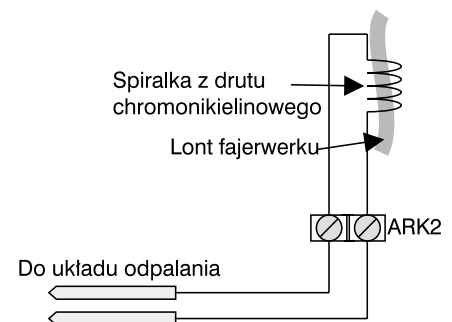 Spiralka z drutu
chromonikielinowego
Lont fajerwerku
ARK2
Do układu odpalania